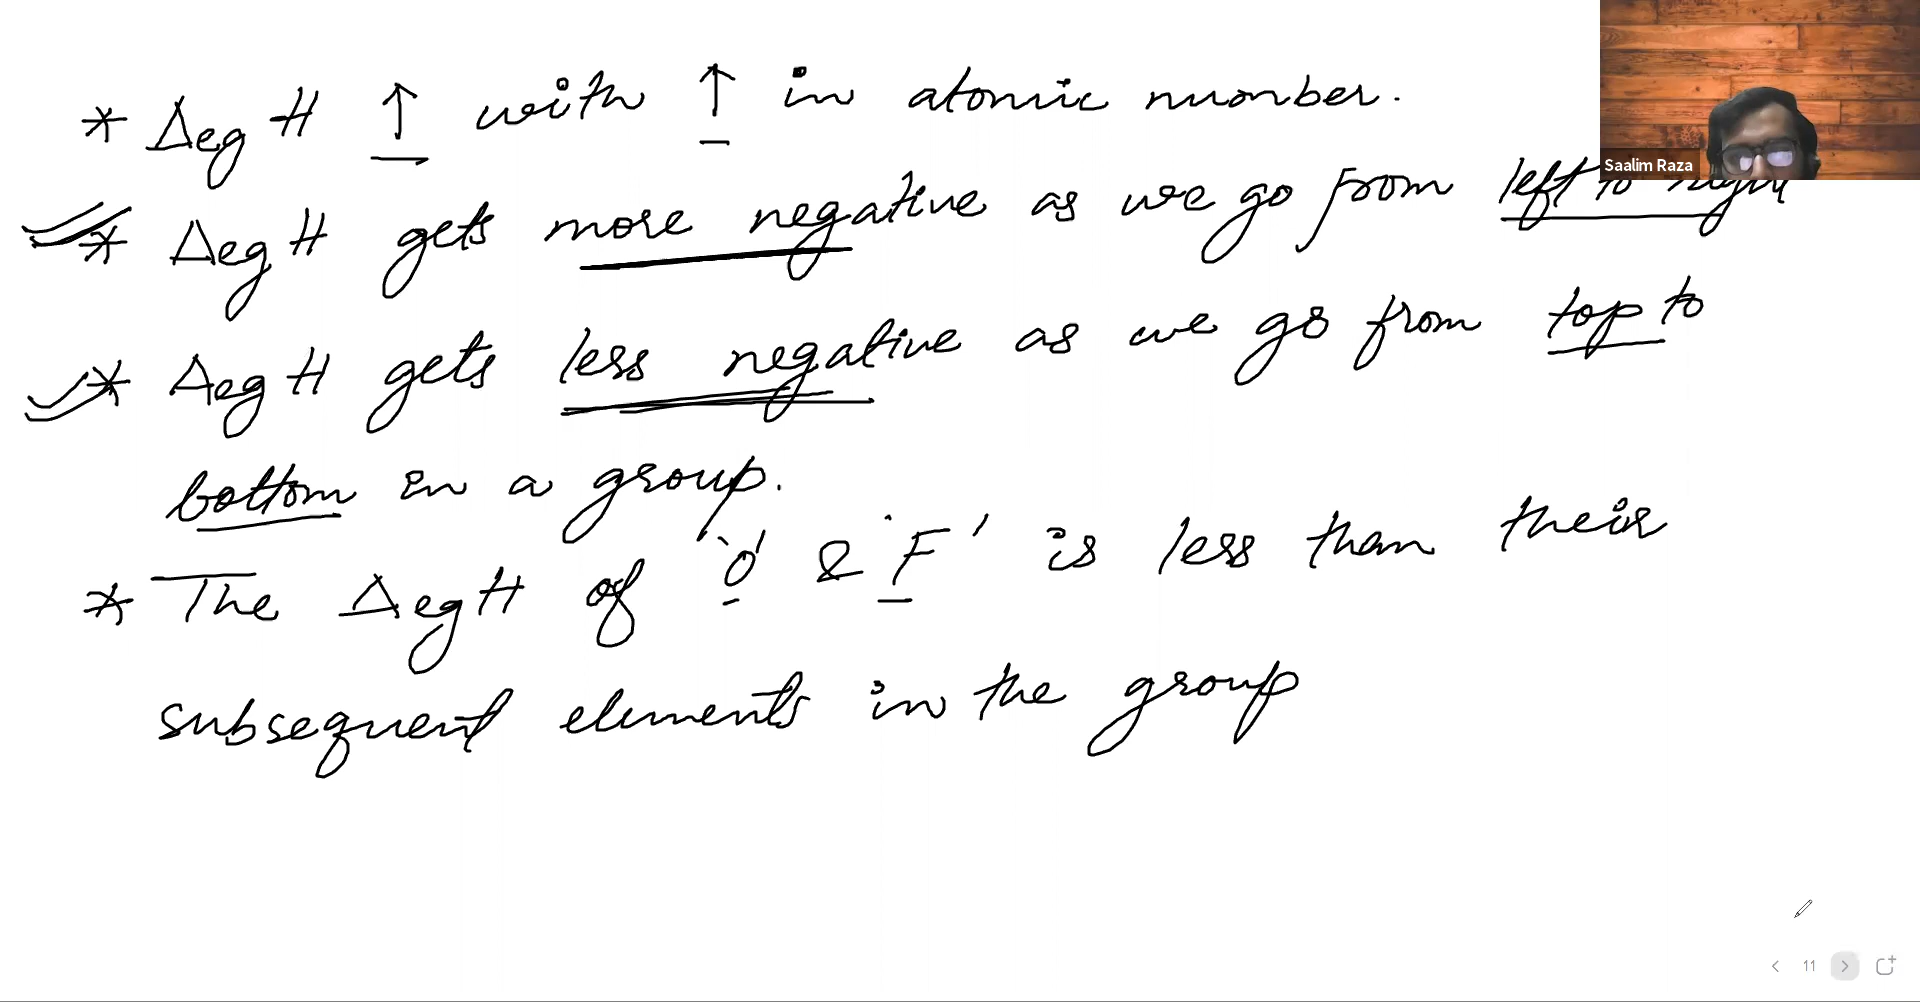 * ΔegH ↑ with ↑ in atomic number.
Saalim Raza
* ΔegH gets more negative as we go from left to right
* ΔegH gets less negative as we go from top to
bottom in a group.
* The ΔegH of 'O' & 'F' is less than their
subsequent elements in the group
11